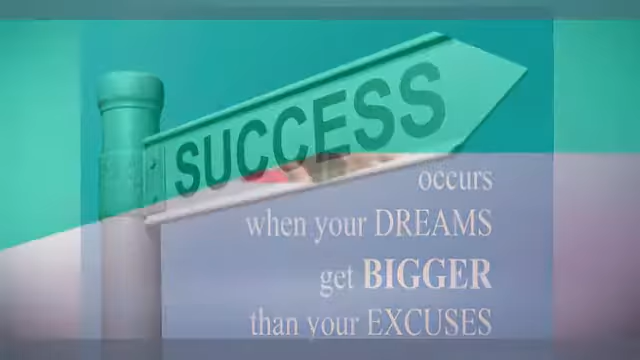 SUCCESS
occurs
when your DREAMS
get BIGGER
than your EXCUSES